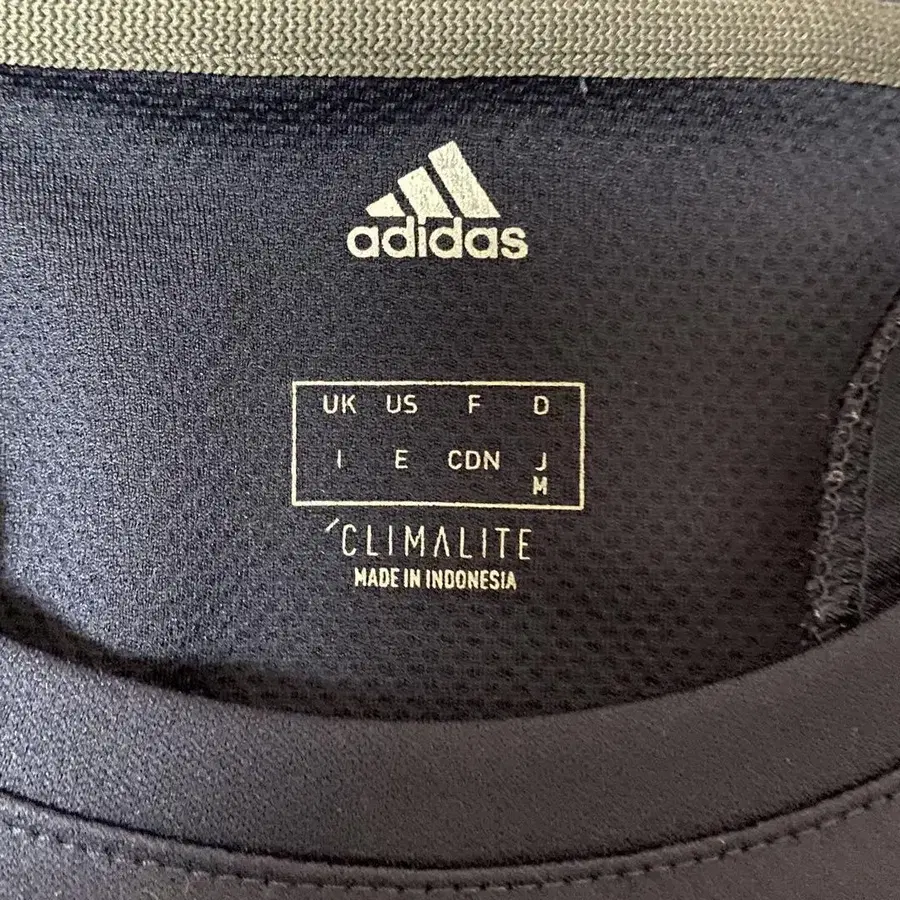 adidas
UK US F D
I E CDN J
M
CLIMALITE
MADE IN INDONESIA